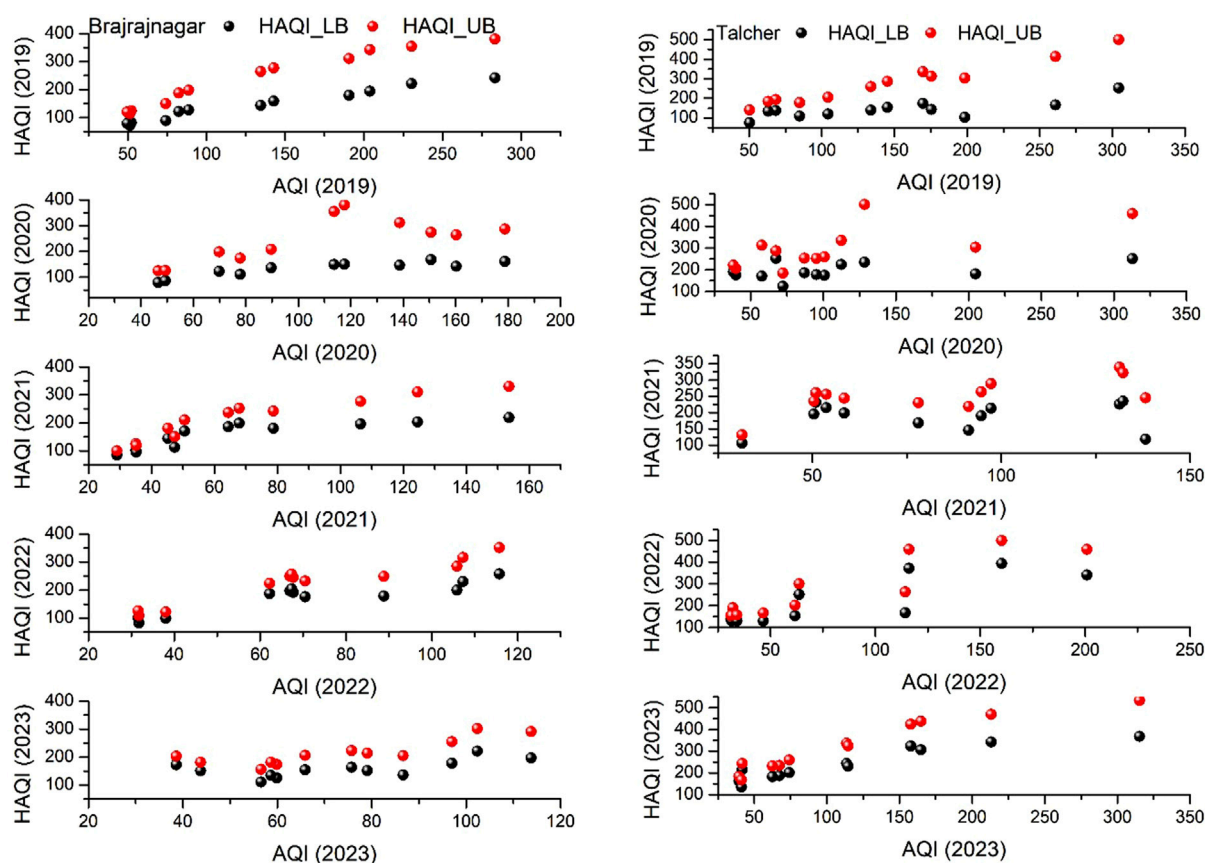 Brajrajnagar HAQI_LB HAQI_UB
HAQI (2019)
400
300
200
100
50 100 150 200 250 300
AQI (2019)
HAQI (2020)
400
300
200
100
20 40 60 80 100 120 140 160 180 200
AQI (2020)
HAQI (2021)
400
300
200
100
20 40 60 80 100 120 140 160
AQI (2021)
HAQI (2022)
400
300
200
100
20 40 60 80 100 120
AQI (2022)
HAQI (2023)
400
300
200
100
20 40 60 80 100 120
AQI (2023)
Talcher HAQI_LB HAQI_UB
HAQI (2019)
500
400
300
200
100
50 100 150 200 250 300 350
AQI (2019)
HAQI (2020)
500
400
300
200
100
50 100 150 200 250 300 350
AQI (2020)
HAQI (2021)
350
300
250
200
150
100
50 100 150
AQI (2021)
HAQI (2022)
500
400
300
200
100
50 100 150 200 250
AQI (2022)
HAQI (2023)
500
400
300
200
100
50 100 150 200 250 300 350
AQI (2023)